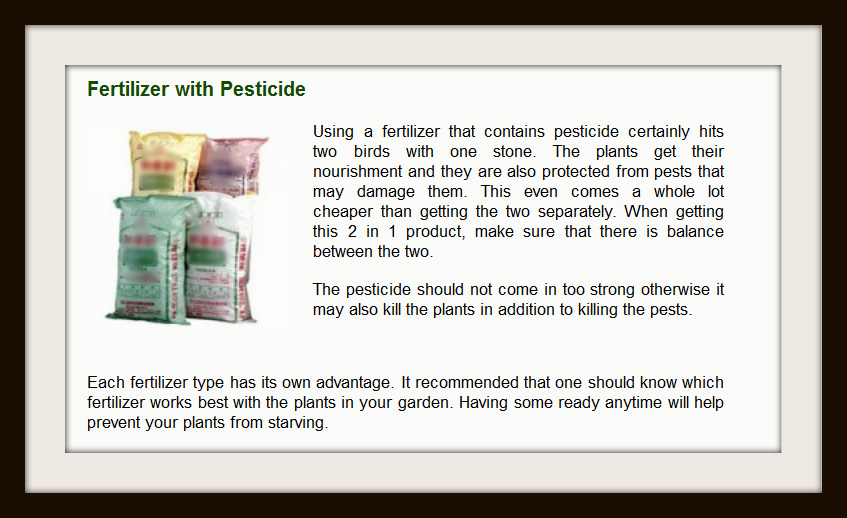 Fertilizer with Pesticide
Using a fertilizer that contains pesticide certainly hits
two birds with one stone. The plants get their
nourishment and they are also protected from pests that
may damage them. This even comes a whole lot
cheaper than getting the two separately. When getting
this 2 in 1 product, make sure that there is balance
between the two.
The pesticide should not come in too strong otherwise it
may also kill the plants in addition to killing the pests.
Each fertilizer type has its own advantage. It recommended that one should know which
fertilizer works best with the plants in your garden. Having some ready anytime will help
prevent your plants from starving.